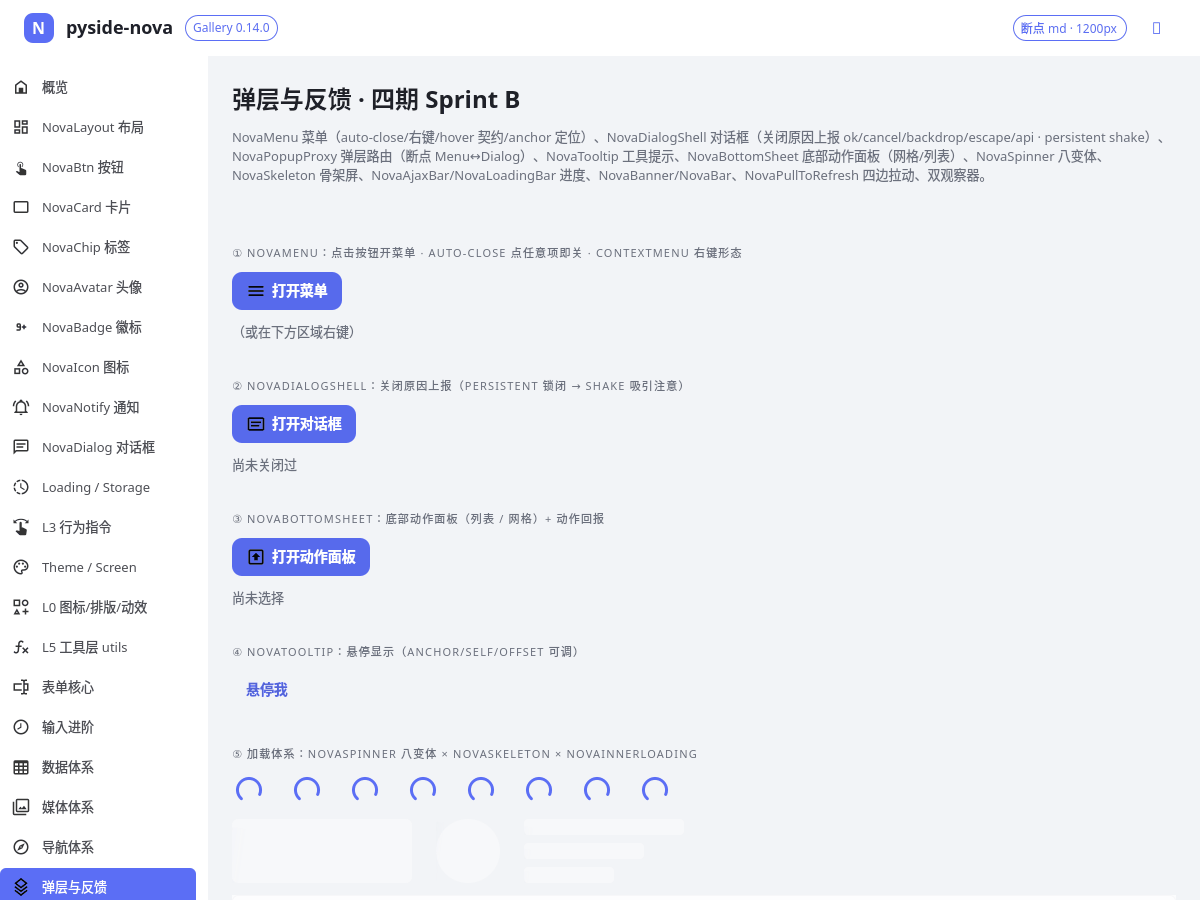 N
pyside-nova
Gallery 0.14.0
断点 md · 1200px
概览
NovaLayout 布局
NovaBtn 按钮
NovaCard 卡片
NovaChip 标签
NovaAvatar 头像
9+
NovaBadge 徽标
NovaIcon 图标
NovaNotify 通知
NovaDialog 对话框
Loading / Storage
L3 行为指令
Theme / Screen
L0 图标/排版/动效
L5 工具层 utils
表单核心
输入进阶
数据体系
媒体体系
导航体系
弹层与反馈
弹层与反馈 · 四期 Sprint B
NovaMenu 菜单（auto-close/右键/hover 契约/anchor 定位）、NovaDialogShell 对话框（关闭原因上报 ok/cancel/backdrop/escape/api · persistent shake）、
NovaPopupProxy 弹层路由（断点 Menu↔Dialog）、NovaTooltip 工具提示、NovaBottomSheet 底部动作面板（网格/列表）、NovaSpinner 八变体、
NovaSkeleton 骨架屏、NovaAjaxBar/NovaLoadingBar 进度、NovaBanner/NovaBar、NovaPullToRefresh 四边拉动、双观察器。
① NOVAMENU：点击按钮开菜单 · AUTO-CLOSE 点任意项即关 · CONTEXTMENU 右键形态
打开菜单
（或在下方区域右键）
② NOVADIALOGSHELL：关闭原因上报（PERSISTENT 锁闭 → SHAKE 吸引注意）
打开对话框
尚未关闭过
③ NOVABOTTOMSHEET：底部动作面板（列表 / 网格）+ 动作回报
打开动作面板
尚未选择
④ NOVATOOLTIP：悬停显示（ANCHOR/SELF/OFFSET 可调）
悬停我
⑤ 加载体系：NOVASPINNER 八变体 × NOVASKELETON × NOVAINNERLOADING